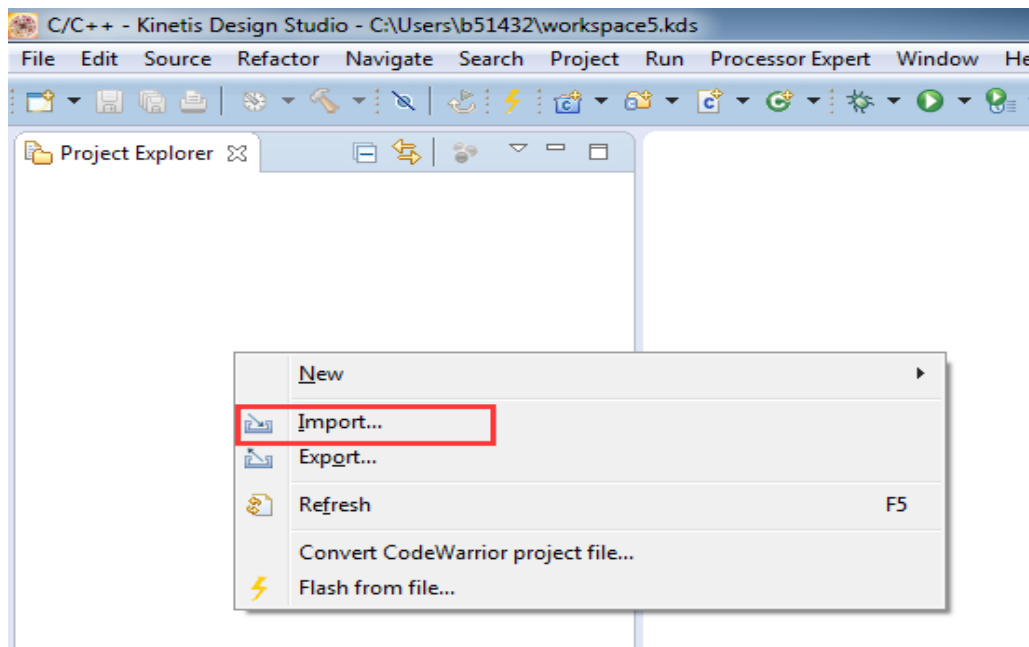 C/C++ - Kinetis Design Studio - C:\Users\b51432\workspace5.kds
File Edit Source Refactor Navigate Search Project Run Processor Expert Window He
Project Explorer
New
Import...
Export...
Refresh F5
Convert CodeWarrior project file...
Flash from file...